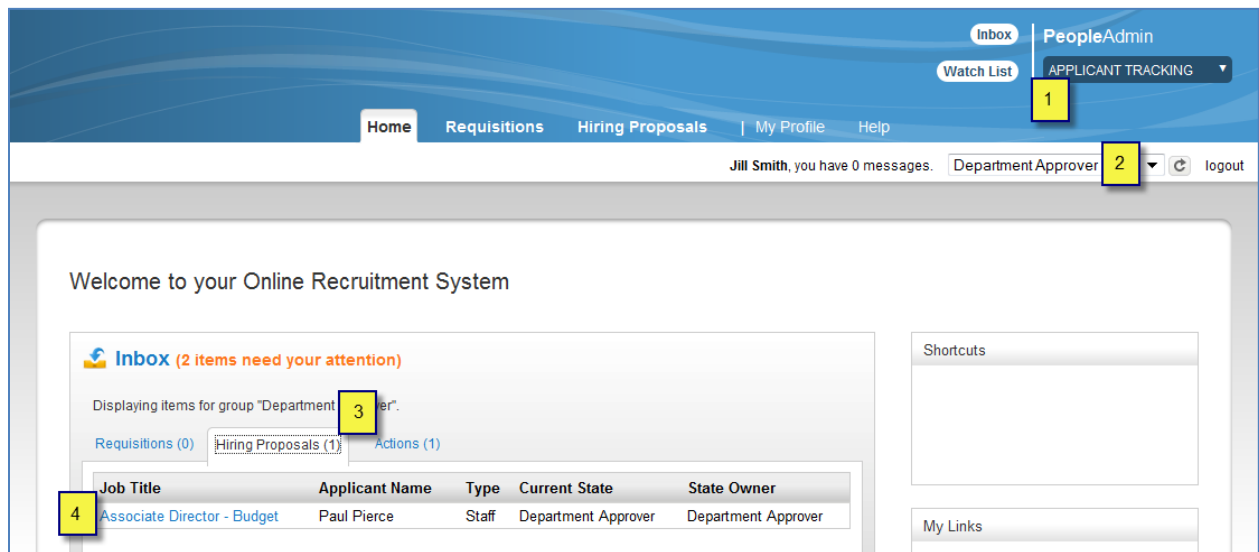 Inbox
PeopleAdmin
Watch List
APPLICANT TRACKING
1
Home Requisitions Hiring Proposals | My Profile Help
Jill Smith, you have 0 messages. Department Approver 2 logout
Welcome to your Online Recruitment System
Inbox (2 items need your attention)
Shortcuts
Displaying items for group "Department 3 ver".
Requisitions (0) Hiring Proposals (1) Actions (1)
Job Title Applicant Name Type Current State State Owner
4 Associate Director - Budget Paul Pierce Staff Department Approver Department Approver
My Links